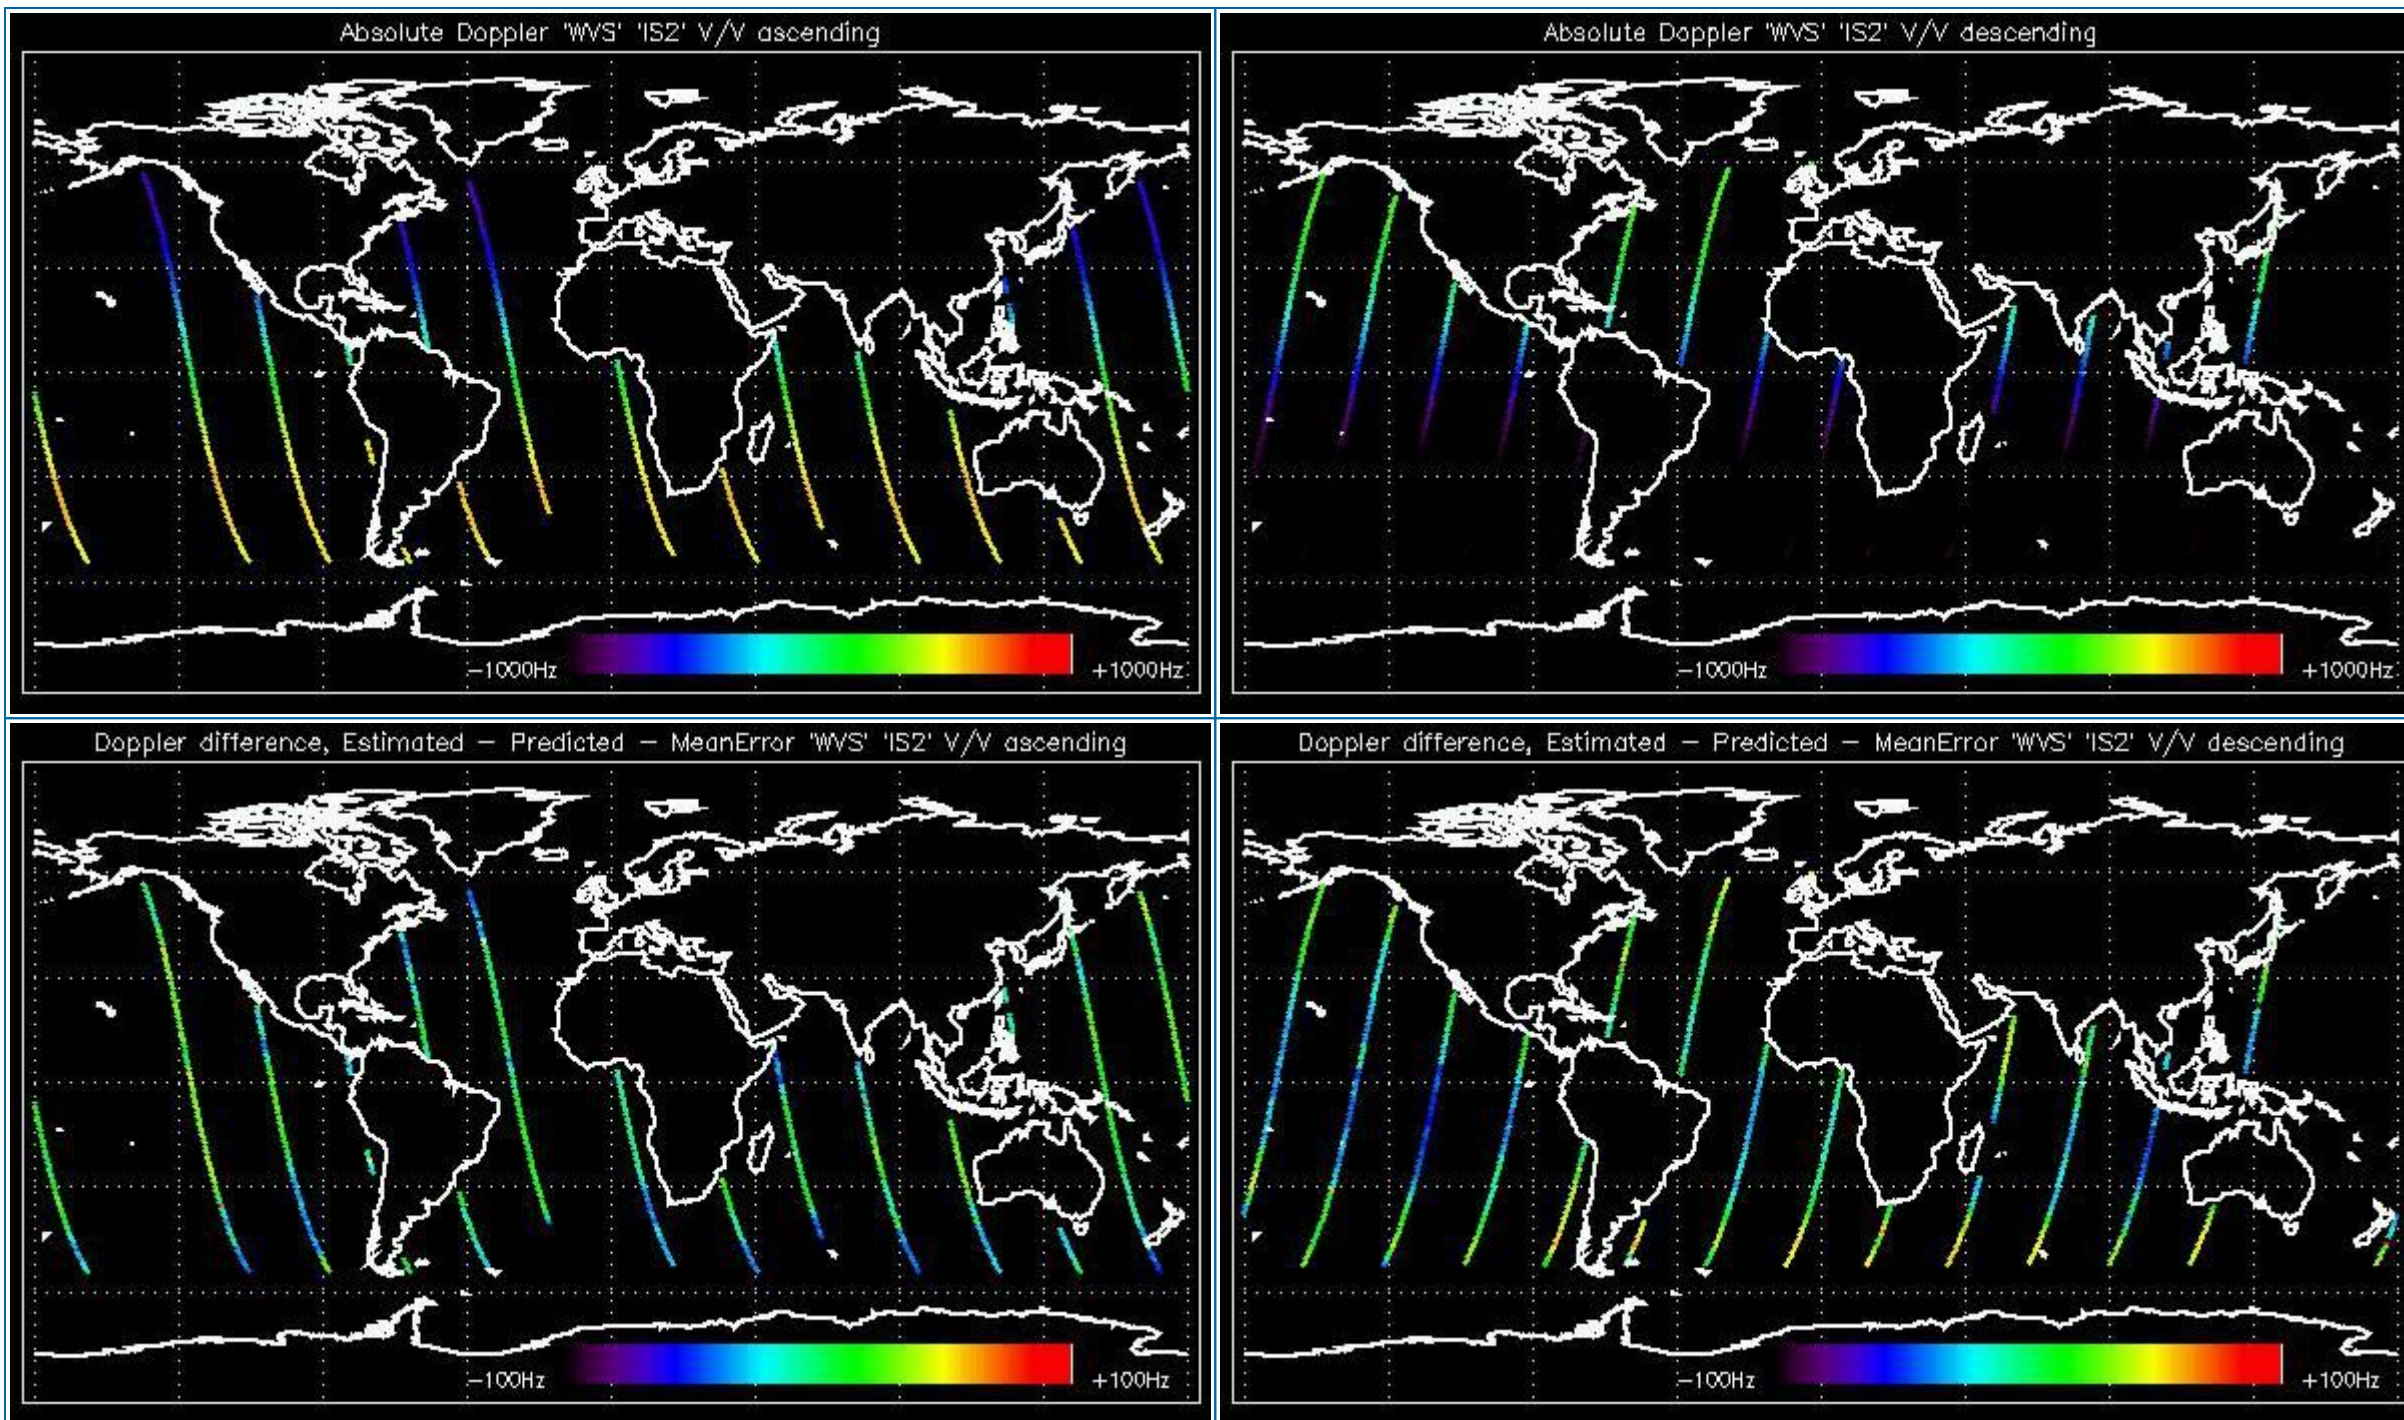 Absolute Doppler 'WVS' 'IS2' V/V ascending
-1000Hz
+1000Hz
Absolute Doppler 'WVS' 'IS2' V/V descending
-1000Hz
+1000Hz
Doppler difference, Estimated - Predicted - MeanError 'WVS' 'IS2' V/V ascending
-100Hz
+100Hz
Doppler difference, Estimated - Predicted - MeanError 'WVS' 'IS2' V/V descending
-100Hz
+100Hz